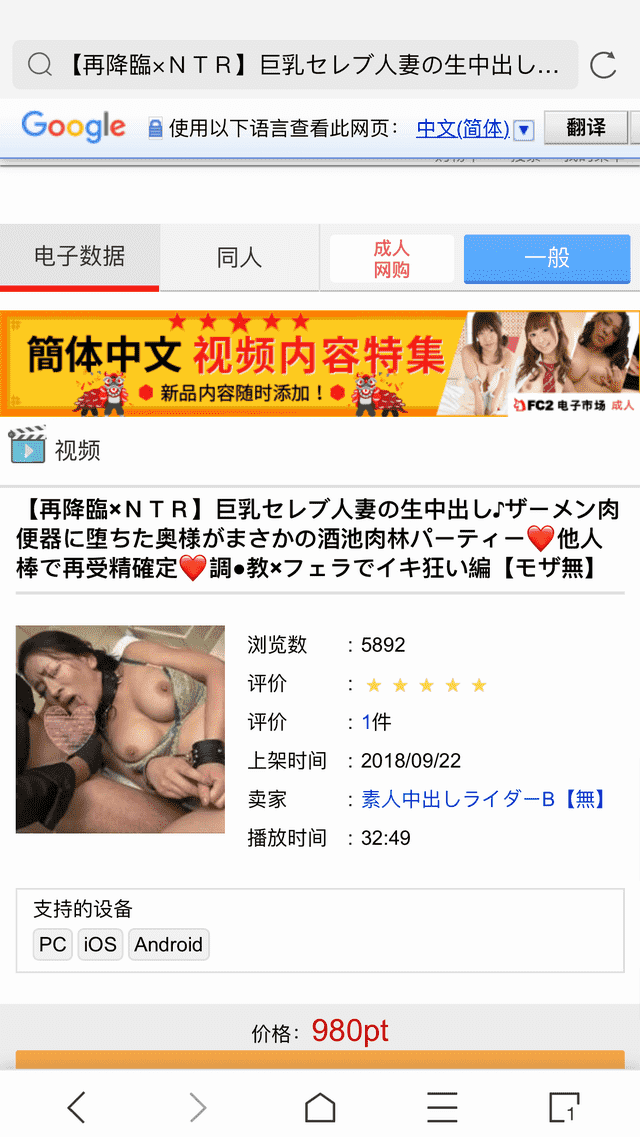 【再降臨×ＮＴＲ】巨乳セレブ人妻の生中出し...
Google 使用以下语言查看此网页： 中文(简体) 翻译
电子数据 同人 成人网购 一般
簡体中文 视频内容特集
新品内容随时添加！
FC2 电子市场 成人
视频
【再降臨×ＮＴＲ】巨乳セレブ人妻の生中出し♪ザーメン肉
便器に堕ちた奥様がまさかの酒池肉林パーティー❤️他人
棒で再受精確定❤️調●教×フェラでイキ狂い編【モザ無】
浏览数 : 5892
评价 : ★ ★ ★ ★ ★
评价 : 1件
上架时间 : 2018/09/22
卖家 : 素人中出しライダーB【無】
播放时间 : 32:49
支持的设备
PC iOS Android
价格: 980pt
1